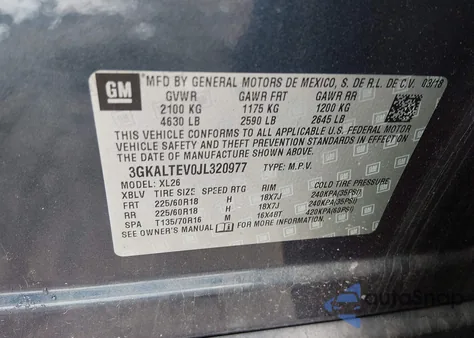 GM
MFD BY GENERAL MOTORS DE MEXICO, S. DE R.L. DE C.V. 03/18
GVWR GAWR FRT GAWR RR
2100 KG 1175 KG 1200 KG
4630 LB 2590 LB 2645 LB
THIS VEHICLE CONFORMS TO ALL APPLICABLE U.S. FEDERAL MOTOR
VEHICLE SAFETY AND THEFT PREVENTION STANDARDS IN EFFECT ON THE
DATE OF MANUFACTURE SHOWN ABOVE.
3GKALTEV0JL320977 TYPE: M.P.V.
MODEL: XL26
XBLV TIRE SIZE SPEED RTG RIM COLD TIRE PRESSURE
FRT 225/60R18 H 18X7J 240KPA(35PSI)
RR 225/60R18 H 18X7J 240KPA(35PSI)
SPA T135/70R16 M 16X4BT 420KPA(60PSI)
SEE OWNER'S MANUAL FOR MORE INFORMATION
autoSnap